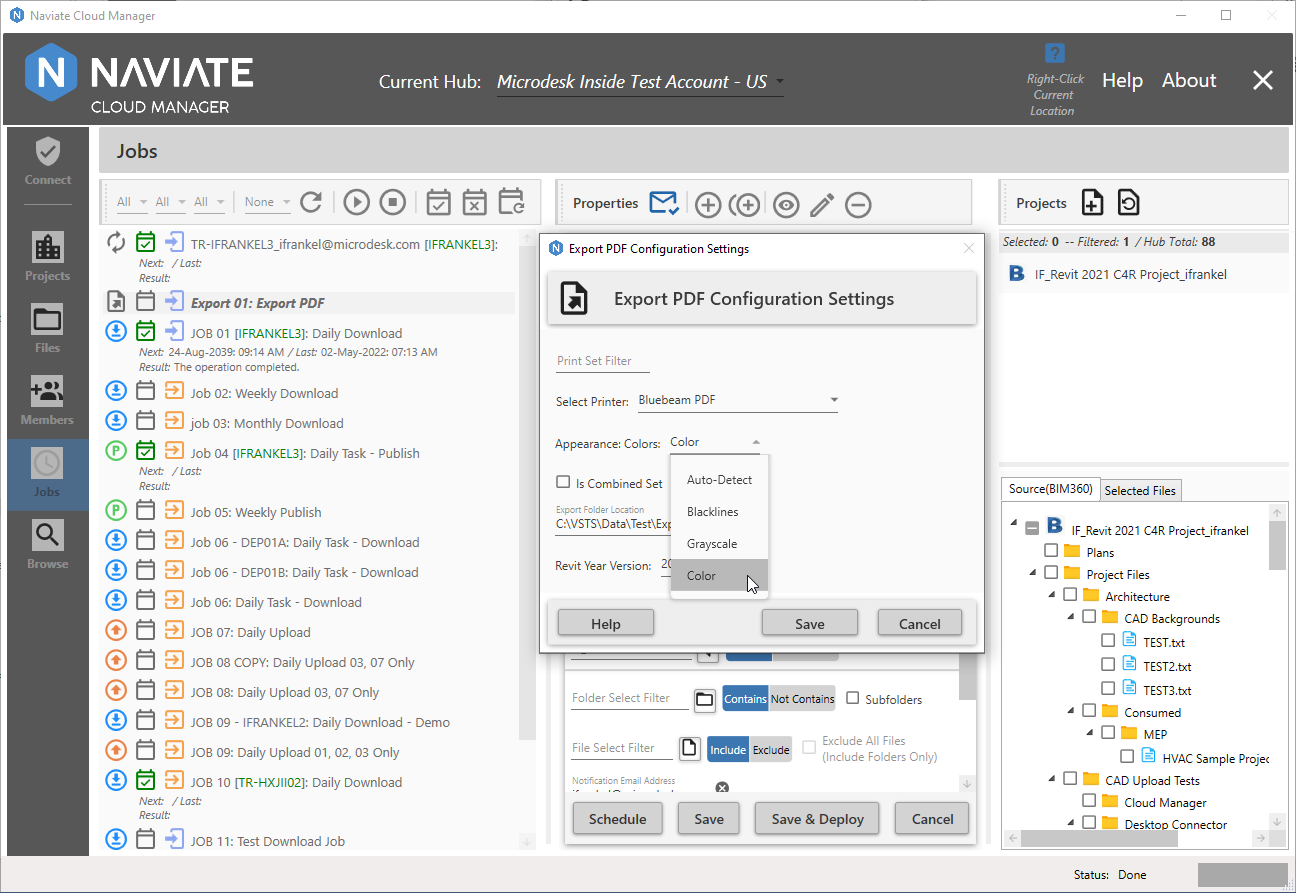 Naviate Cloud Manager
NAVIATE
CLOUD MANAGER
Current Hub: Microdesk Inside Test Account - US
Right-Click
Current
Location
Help
About
Connect
Projects
Files
Members
Jobs
Browse
Jobs
All All All None
TR-IFRANKEL3_ifrankel@microdesk.com [IFRANKEL3]:
Next: / Last:
Result:
Export 01: Export PDF
JOB 01 [IFRANKEL3]: Daily Download
Next: 24-Aug-2039: 09:14 AM / Last: 02-May-2022: 07:13 AM
Result: The operation completed.
Job 02: Weekly Download
job 03: Monthly Download
P Job 04 [IFRANKEL3]: Daily Task - Publish
Next: / Last:
Result:
P Job 05: Weekly Publish
Job 06 - DEP01A: Daily Task - Download
Job 06 - DEP01B: Daily Task - Download
Job 06: Daily Task - Download
JOB 07: Daily Upload
JOB 08 COPY: Daily Upload 03, 07 Only
JOB 08: Daily Upload 03, 07 Only
JOB 09 - IFRANKEL2: Daily Download - Demo
JOB 09: Daily Upload 01, 02, 03 Only
JOB 10 [TR-HXJII02]: Daily Download
Next: / Last:
Result:
JOB 11: Test Download Job
Properties
Export PDF Configuration Settings
Export PDF Configuration Settings
Print Set Filter
Select Printer: Bluebeam PDF
Appearance: Colors: Color
Auto-Detect
Blacklines
Grayscale
Color
Is Combined Set
Export Folder Location
C:\VSTS\Data\Test\Exp
Revit Year Version: 20
Help Save Cancel
Folder Select Filter
Contains Not Contains
Subfolders
File Select Filter
Include Exclude
Exclude All Files
(Include Folders Only)
Notification Email Address
Schedule Save Save & Deploy Cancel
Projects
Selected: 0 -- Filtered: 1 / Hub Total: 88
B IF_Revit 2021 C4R Project_ifrankel
Source(BIM360) Selected Files
B IF_Revit 2021 C4R Project_ifrankel
Plans
Project Files
Architecture
CAD Backgrounds
TEST.txt
TEST2.txt
TEST3.txt
Consumed
MEP
HVAC Sample Projec
CAD Upload Tests
Cloud Manager
Desktop Connector
Status: Done